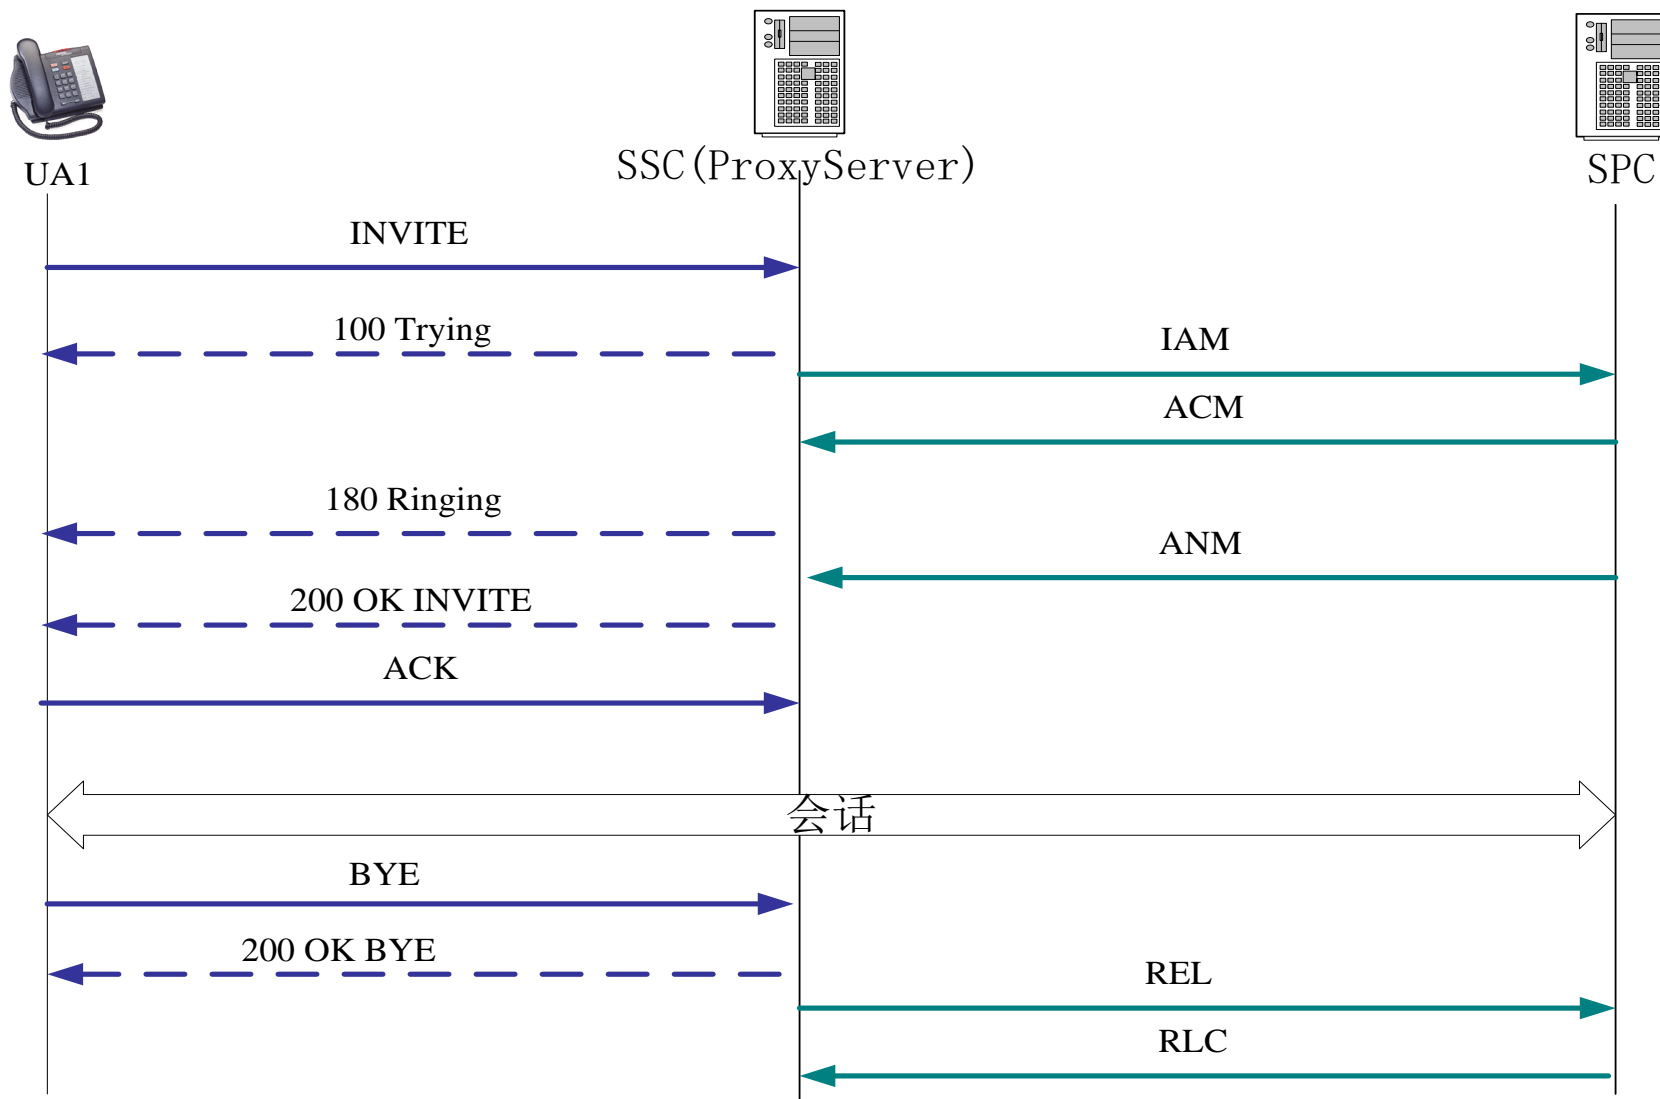 UA1
SSC(ProxyServer)
SPC
INVITE
100 Trying
IAM
ACM
180 Ringing
ANM
200 OK INVITE
ACK
会话
BYE
200 OK BYE
REL
RLC